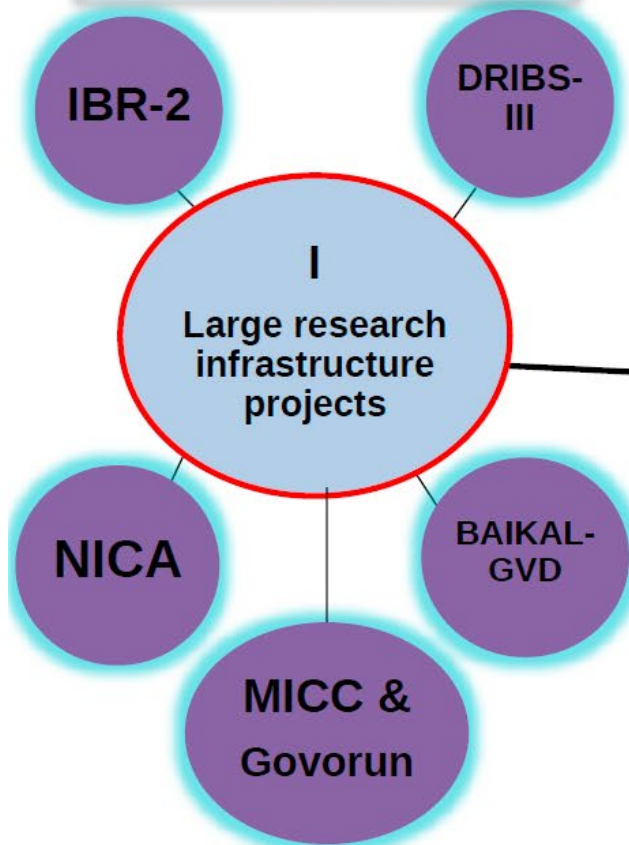 IBR-2
DRIBS-
III
I
Large research
infrastructure
projects
NICA
BAIKAL-
GVD
MICC &
Govorun